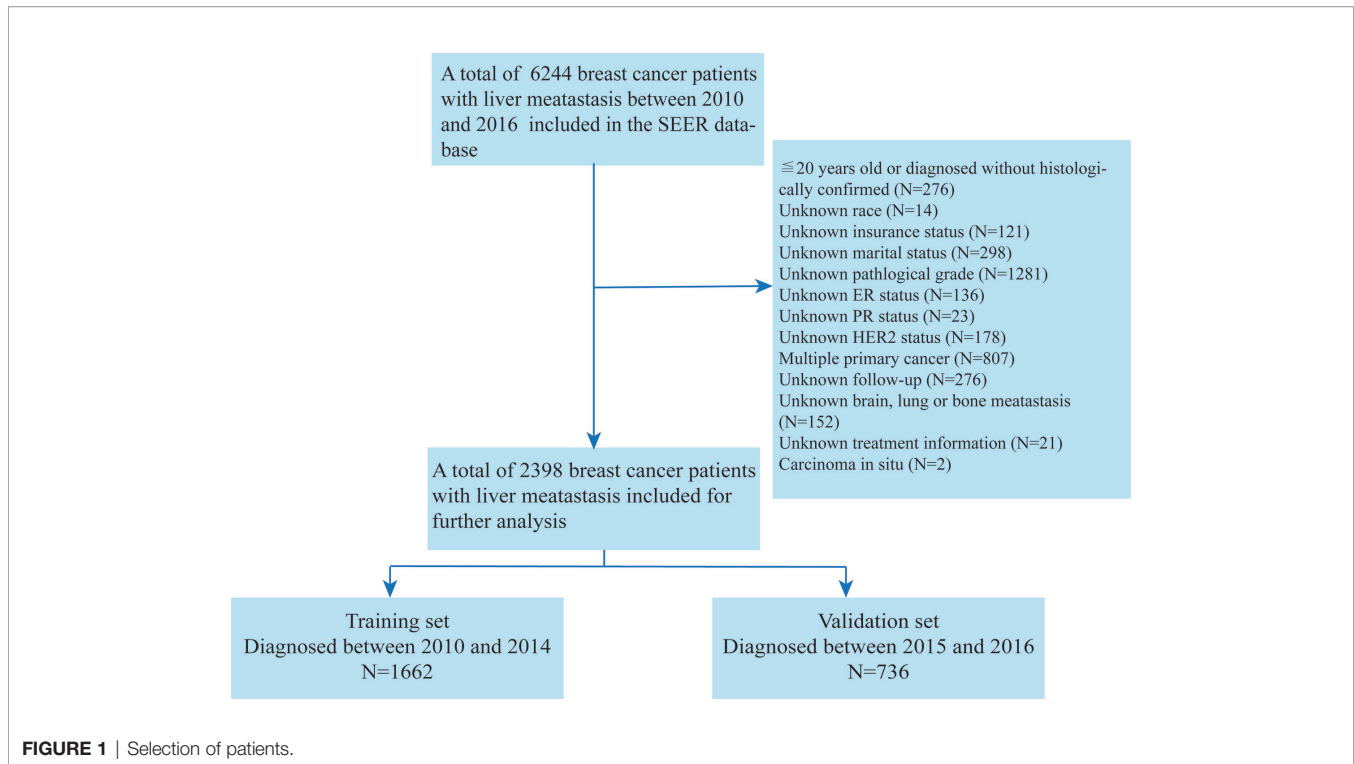 A total of 6244 breast cancer patients
with liver meatastasis between 2010
and 2016 included in the SEER data-
base
≦20 years old or diagnosed without histologi-
cally confirmed (N=276)
Unknown race (N=14)
Unknown insurance status (N=121)
Unknown marital status (N=298)
Unknown pathlogical grade (N=1281)
Unknown ER status (N=136)
Unknown PR status (N=23)
Unknown HER2 status (N=178)
Multiple primary cancer (N=807)
Unknown follow-up (N=276)
Unknown brain, lung or bone meatastasis
(N=152)
Unknown treatment information (N=21)
Carcinoma in situ (N=2)
A total of 2398 breast cancer patients
with liver meatastasis included for
further analysis
Training set
Diagnosed between 2010 and 2014
N=1662
Validation set
Diagnosed between 2015 and 2016
N=736
FIGURE 1 | Selection of patients.